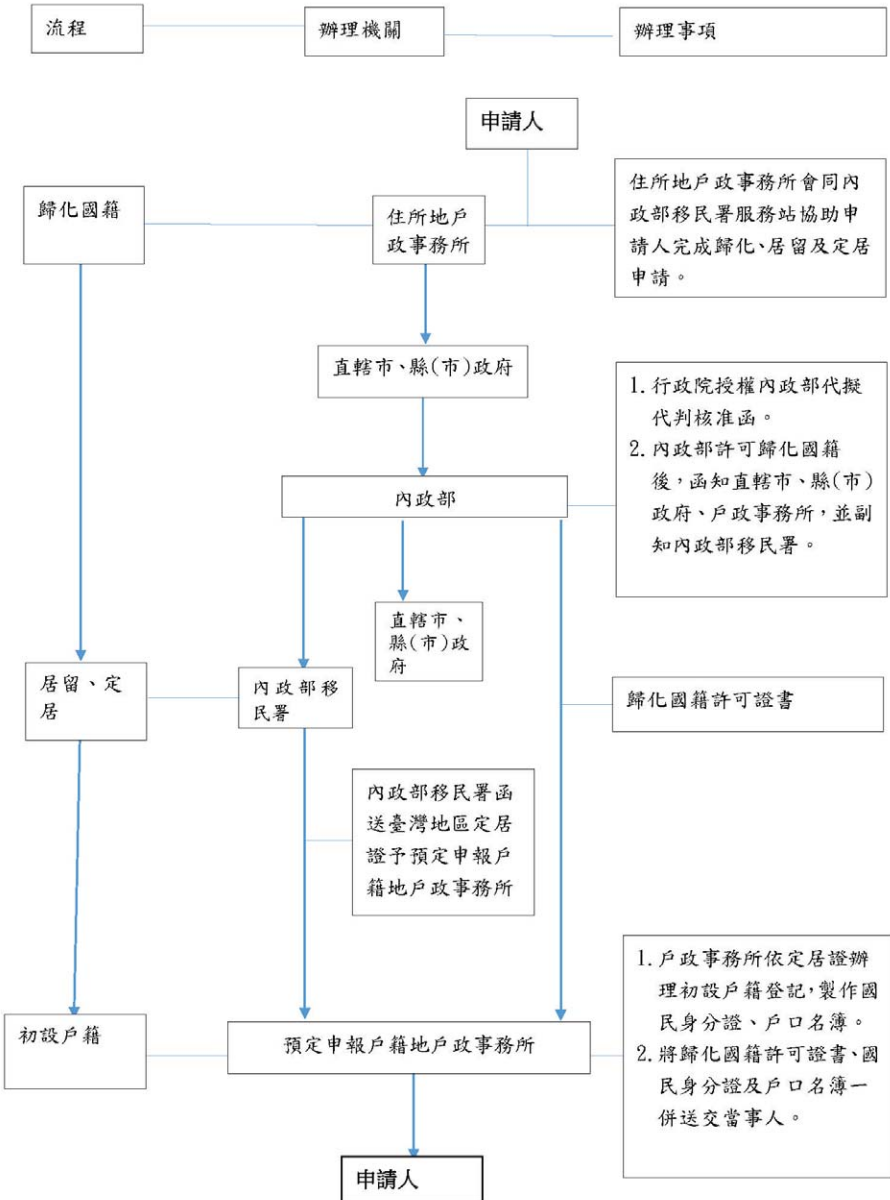 流程
辦理機關
辦理事項
申請人
歸化國籍
住所地戶
政事務所
住所地戶政事務所會同內
政部移民署服務站協助申
請人完成歸化、居留及定居
申請。
直轄市、縣(市)政府
1. 行政院授權內政部代擬
代判核准函。
2. 內政部許可歸化國籍
後，函知直轄市、縣(市)
政府、戶政事務所，並副
知內政部移民署。
內政部
直轄市、
縣(市)政
府
居留、定
居
內政部移
民署
歸化國籍許可證書
內政部移民署函
送臺灣地區定居
證予預定申報戶
籍地戶政事務所
1. 戶政事務所依定居證辦
理初設戶籍登記，製作國
民身分證、戶口名簿。
2. 將歸化國籍許可證書、國
民身分證及戶口名簿一
併送交當事人。
初設戶籍
預定申報戶籍地戶政事務所
申請人